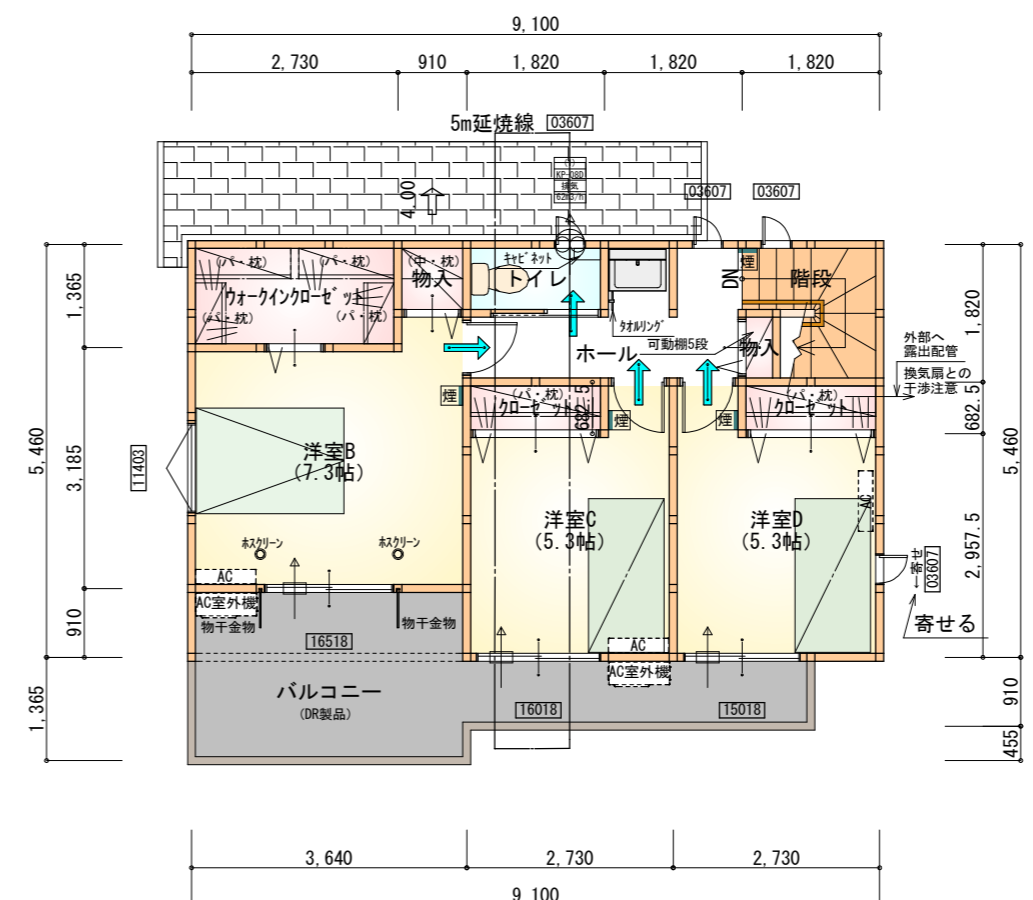 9,100
2,730
910
1,820
1,820
1,820
5m延焼線
03607
KP-08D
排気
62m3/h
4.00
03607
03607
(パ・枕)
(パ・枕)
(中・枕)
キャビネット
煙
DN
ウォークインクローゼット
物入
トイレ
階段
(パ・枕)
(パ・枕)
タオルリング
可動棚5段
ホール
物入
外部へ
露出配管
換気扇との
干渉注意
煙
(パ・枕)
クローゼット
682.5
煙
煙
(パ・枕)
クローゼット
1,365
3,185
910
5,460
1,365
1,820
682.5
2,957.5
5,460
910
455
11403
洋室B
(7.3帖)
洋室C
(5.3帖)
洋室D
(5.3帖)
AC
ホスクリーン
ホスクリーン
←寄せ
03607
寄せる
AC
AC室外機
物干金物
物干金物
16518
AC
AC室外機
バルコニー
(DR製品)
16018
15018
3,640
2,730
2,730
9,100